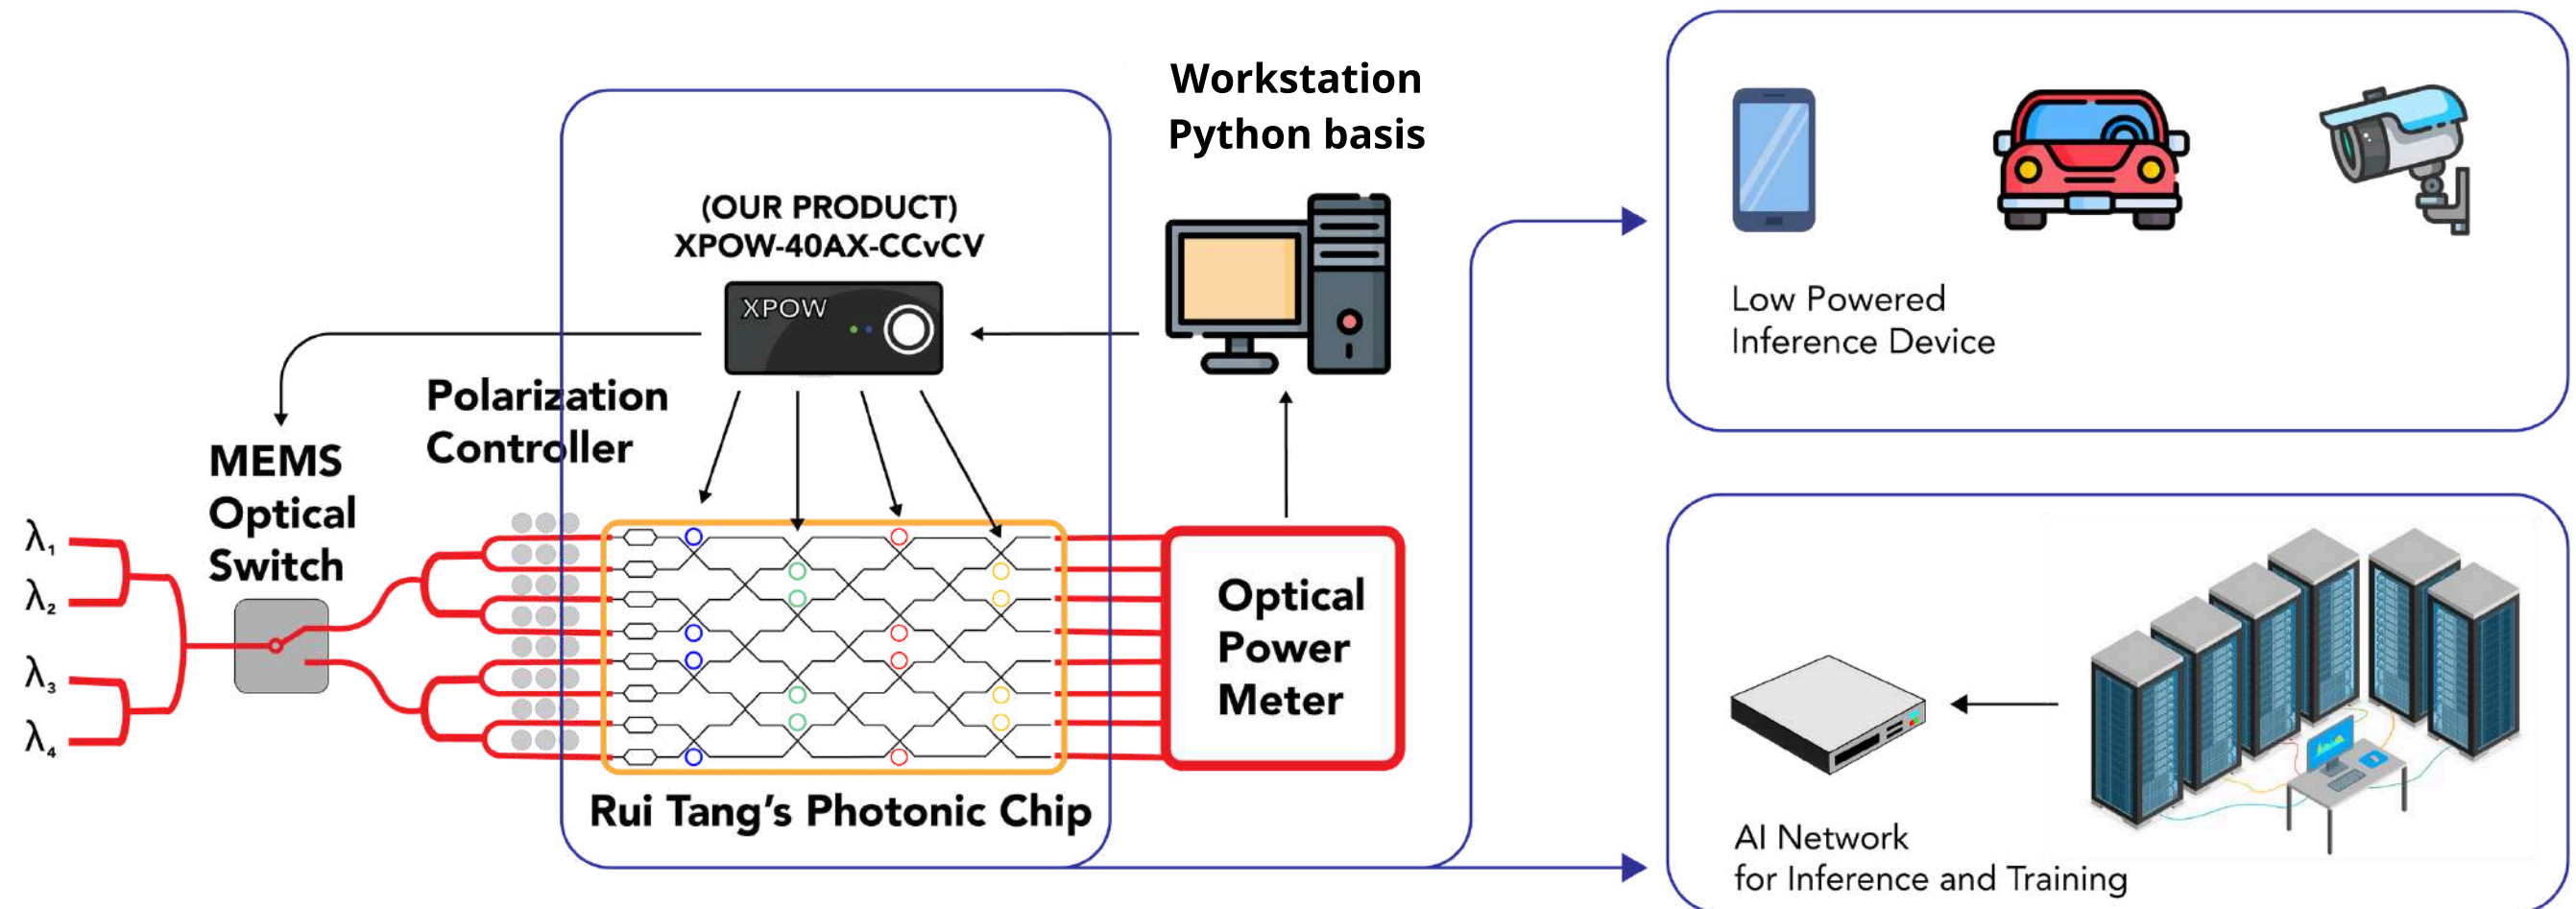 Workstation
Python basis
(OUR PRODUCT)
XPOW-40AX-CCvCV
XPOW
Polarization
Controller
MEMS
Optical
Switch
λ₁
λ₂
λ₃
λ₄
Optical
Power
Meter
Rui Tang’s Photonic Chip
Low Powered
Inference Device
AI Network
for Inference and Training